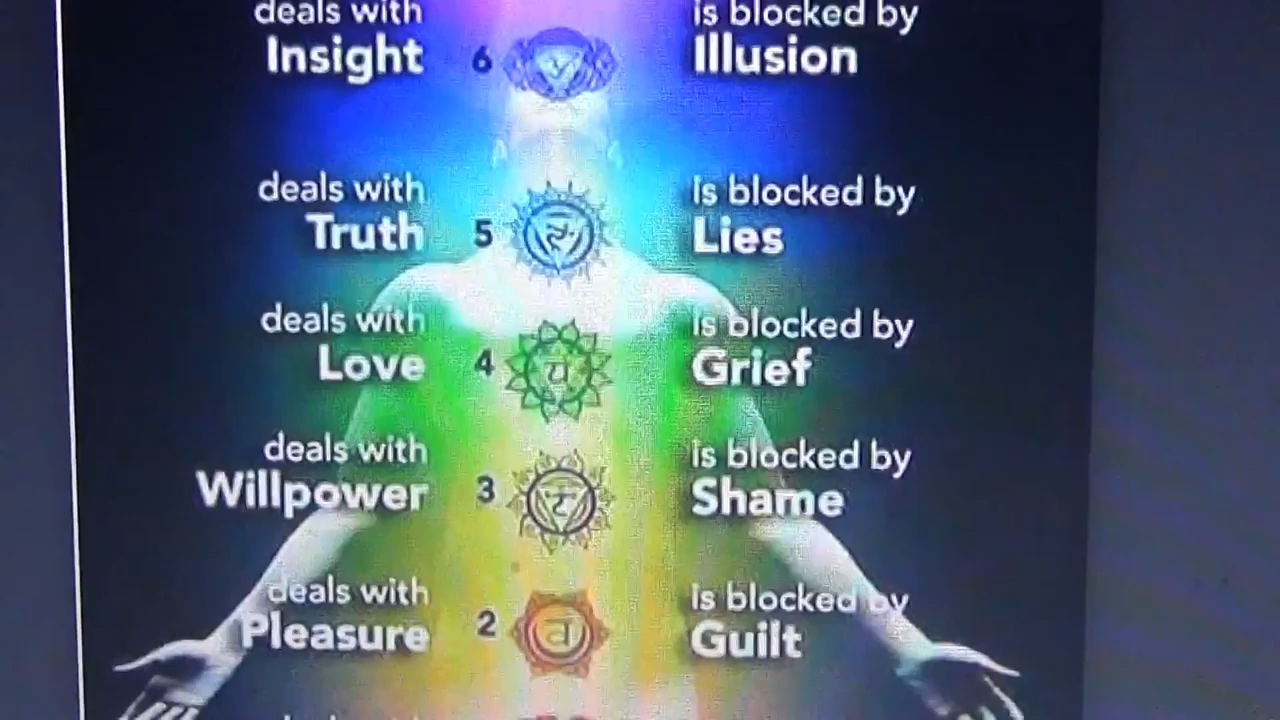 deals with
Insight
6
is blocked by
Illusion
deals with
Truth
5
Is blocked by
Lies
deals with
Love
4
is blocked by
Grief
deals with
Willpower
3
is blocked by
Shame
deals with
Pleasure
2
is blocked by
Guilt